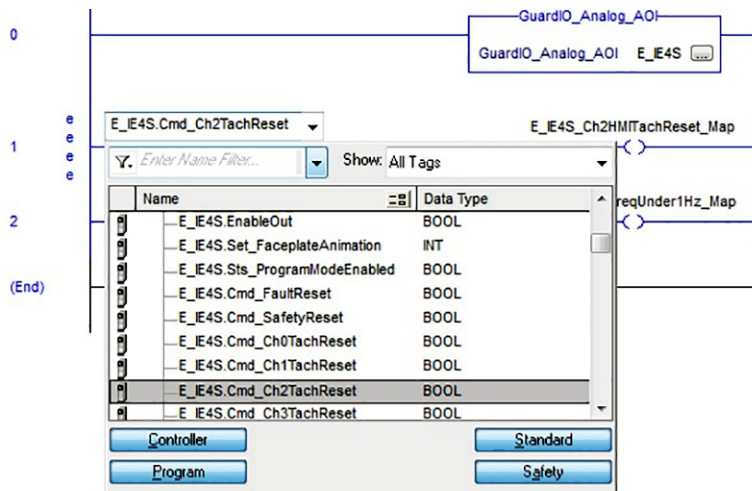 GuardIO_Analog_AOI
0
GuardIO_Analog_AOI E_IE4S ...
e
E_IE4S.Cmd_Ch2TachReset
E_IE4S_Ch2HMITachReset_Map
e
1
e
Enter Name Filter... Show: All Tags
e
Name Data Type
E_IE4S.EnableOut BOOL
reqUnder1Hz_Map
2
E_IE4S.Set_FaceplateAnimation INT
E_IE4S.Sts_ProgramModeEnabled BOOL
(End)
E_IE4S.Cmd_FaultReset BOOL
E_IE4S.Cmd_SafetyReset BOOL
E_IE4S.Cmd_Ch0TachReset BOOL
E_IE4S.Cmd_Ch1TachReset BOOL
E_IE4S.Cmd_Ch2TachReset BOOL
E_IE4S.Cmd_Ch3TachReset BOOL
Controller Standard
Program Safety